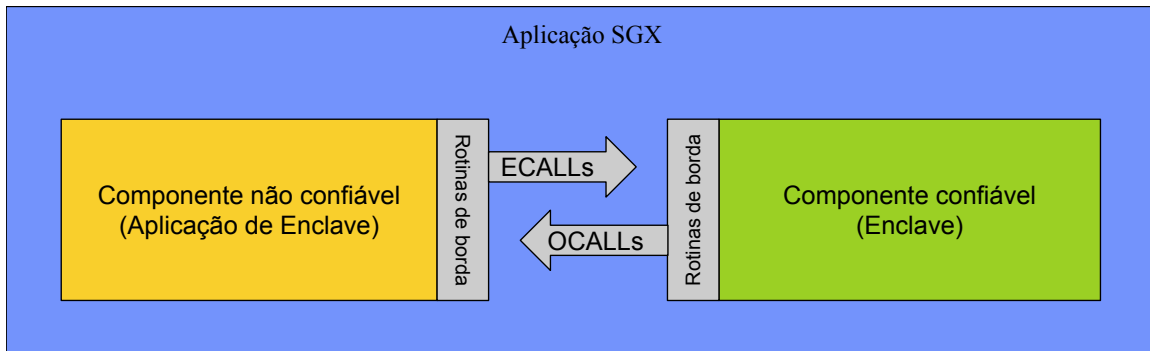 Aplicação SGX
Componente não confiável
(Aplicação de Enclave)
Rotinas de borda
ECALLs
OCALLs
Rotinas de borda
Componente confiável
(Enclave)